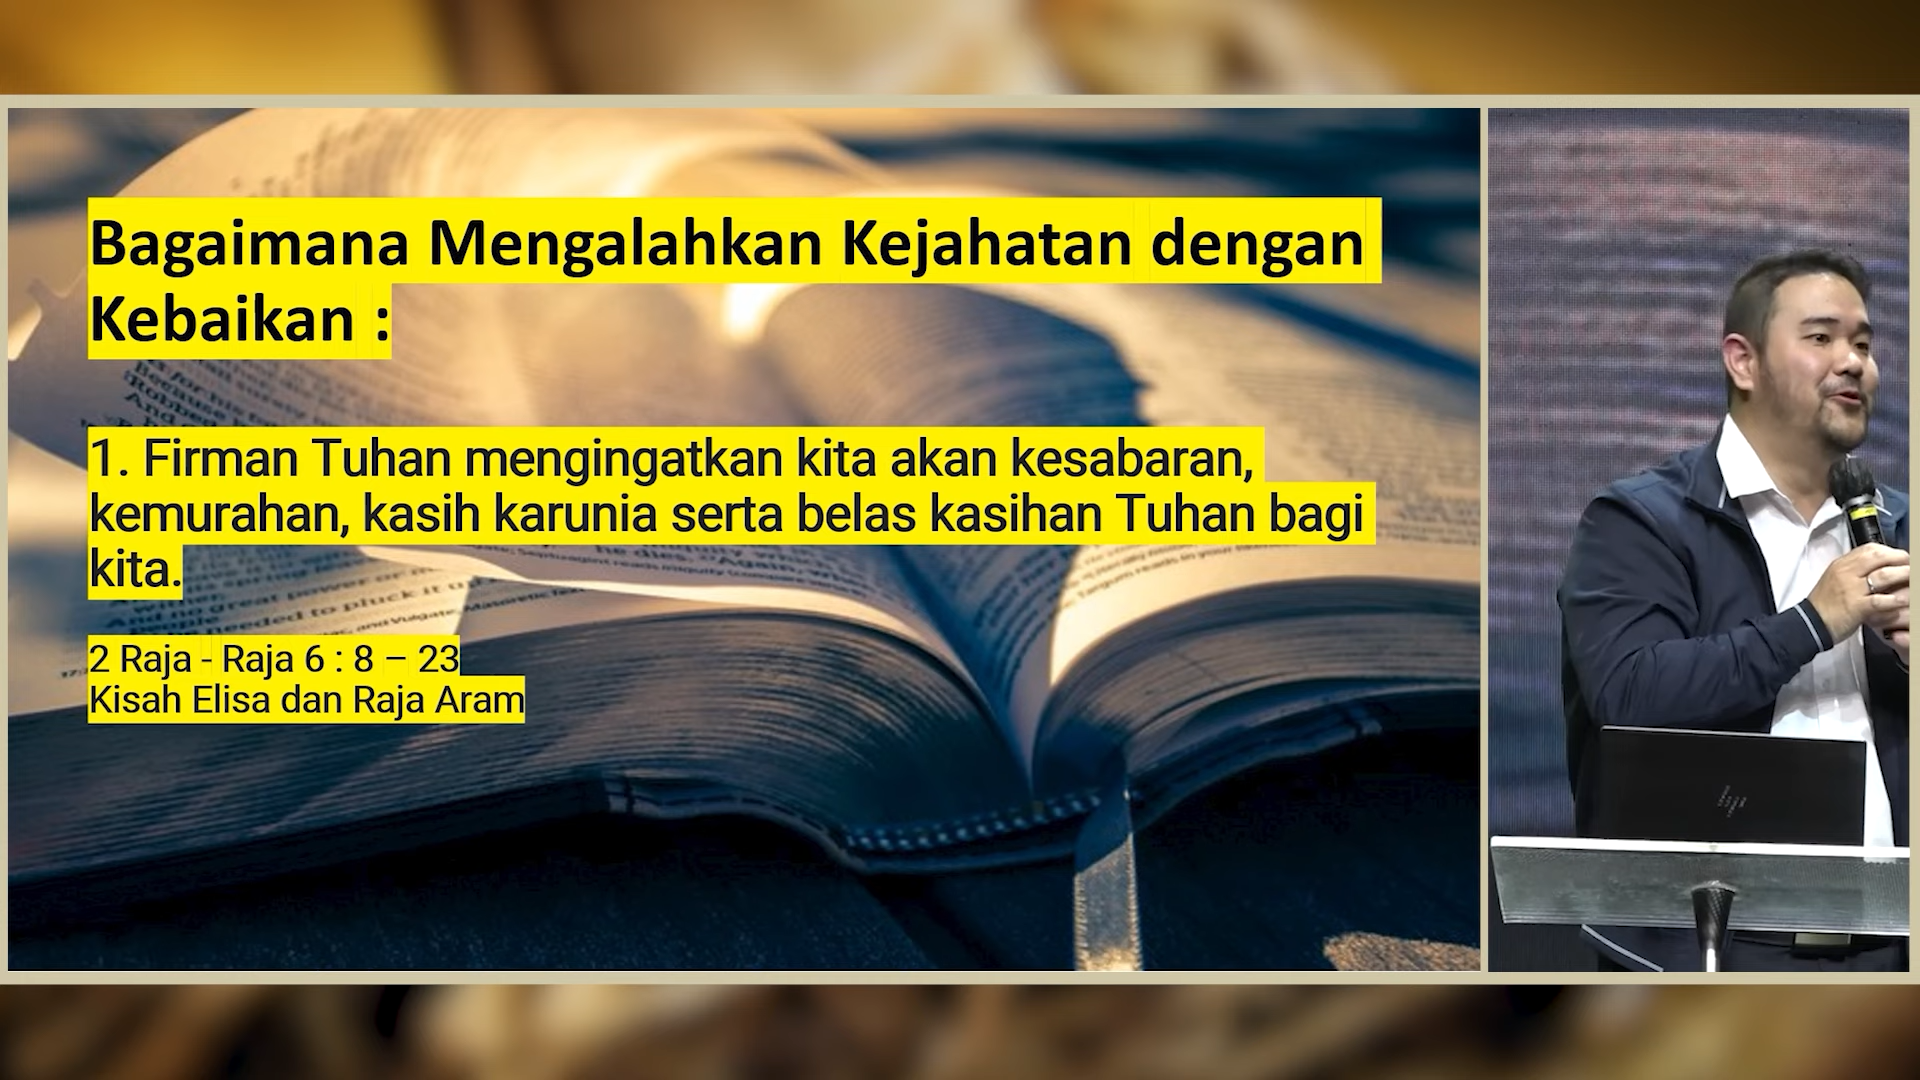 Bagaimana Mengalahkan Kejahatan dengan
Kebaikan :
1. Firman Tuhan mengingatkan kita akan kesabaran,
kemurahan, kasih karunia serta belas kasihan Tuhan bagi
kita.
2 Raja - Raja 6 : 8 – 23
Kisah Elisa dan Raja Aram